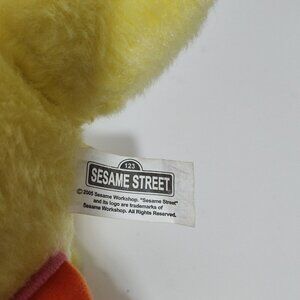 123
SESAME STREET
©2005 Sesame Workshop. "Sesame Street"
and its logo are trademarks of
Sesame Workshop. All Rights Reserved.